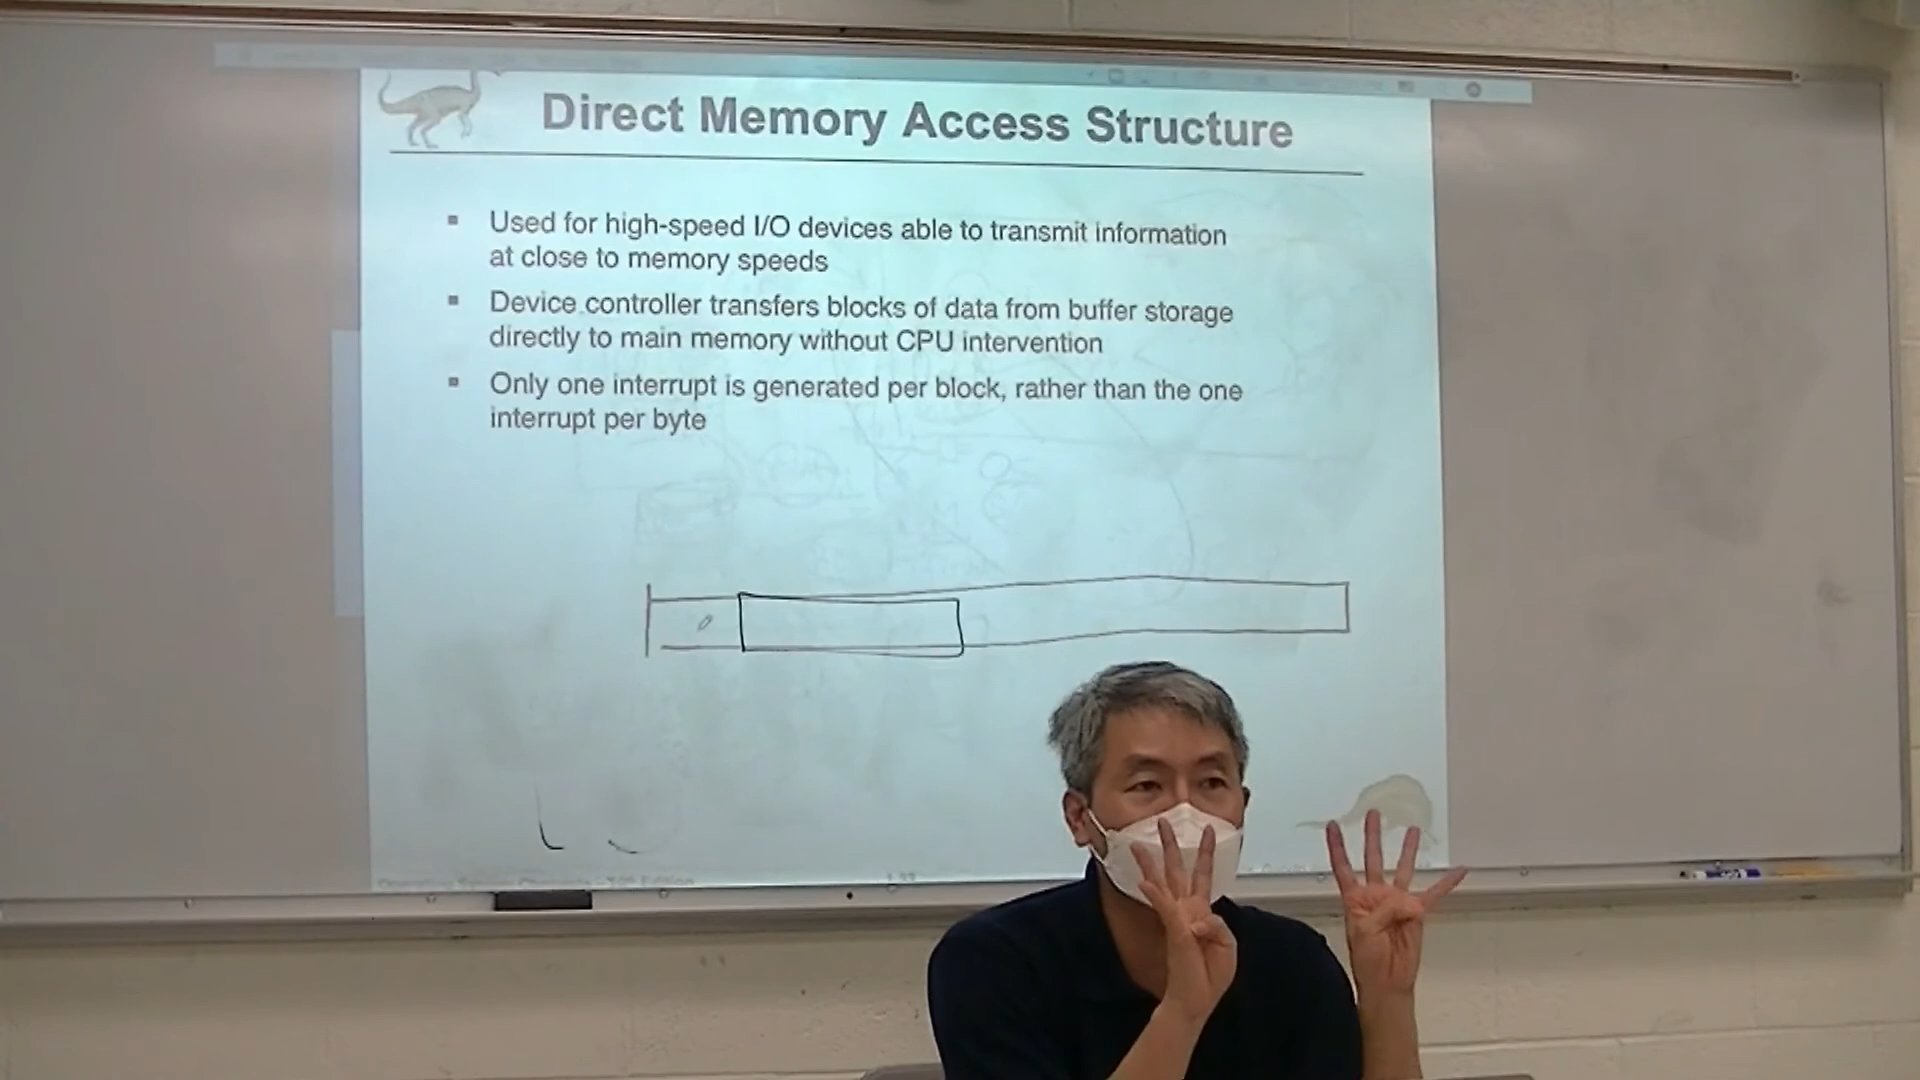 Direct Memory Access Structure
▪ Used for high-speed I/O devices able to transmit information
at close to memory speeds
▪ Device controller transfers blocks of data from buffer storage
directly to main memory without CPU intervention
▪ Only one interrupt is generated per block, rather than the one
interrupt per byte